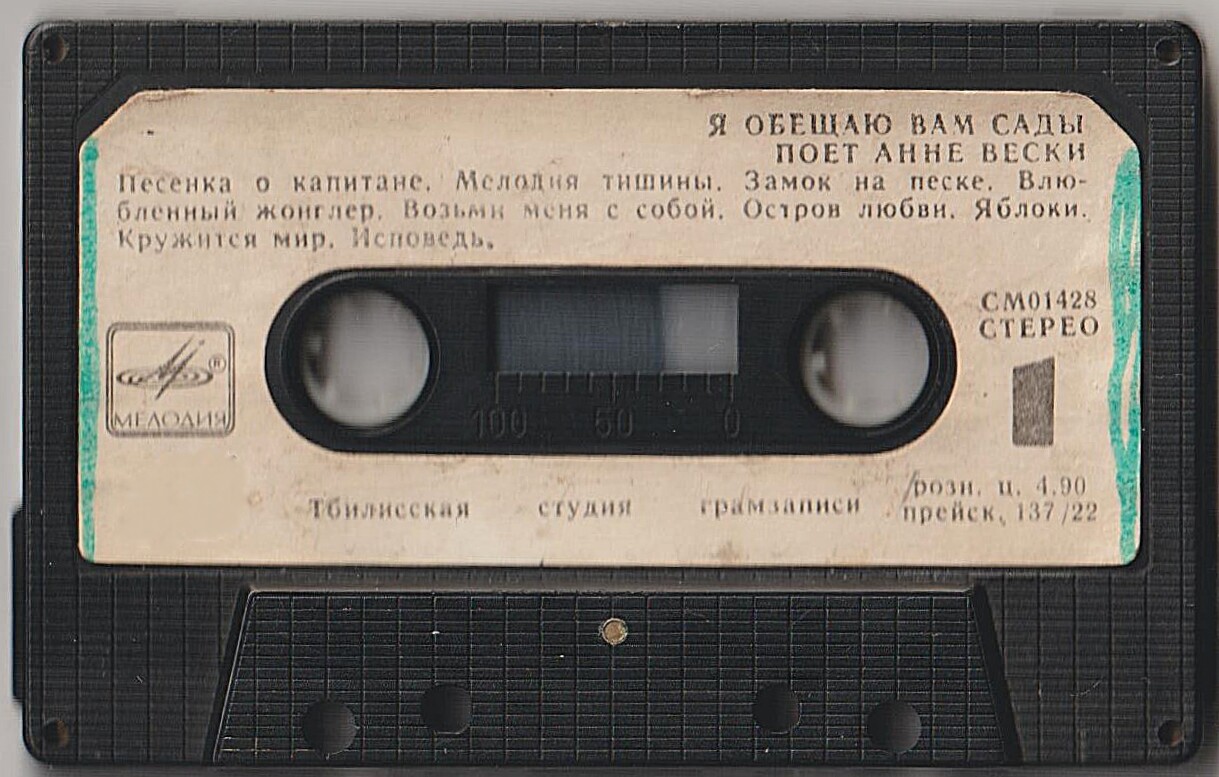 Я ОБЕЩАЮ ВАМ САДЫ
ПОЕТ АННЕ ВЕСКИ
Песенка о капитане. Мелодия тишины. Замок на песке. Влю-
бленный жонглер. Возьми меня с собой. Остров любви. Яблоки.
Кружится мир. Исповедь.
СМ01428
СТЕРЕО
1
®
МЕЛОДИЯ
100 50 0
Тбилисская студия грамзаписи
розн. ц. 4.90
прейск. 137/22